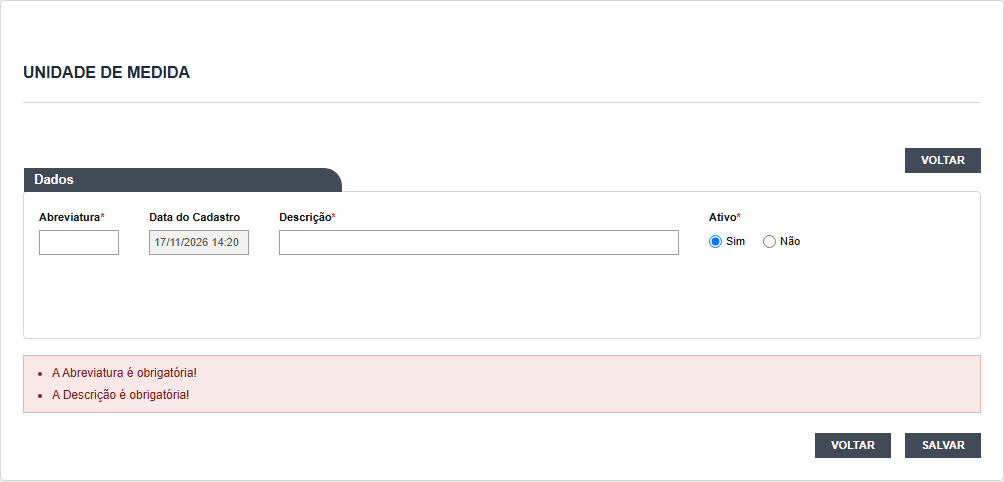 UNIDADE DE MEDIDA
VOLTAR
Dados
Abreviatura* Data do Cadastro Descrição* Ativo*
17/11/2026 14:20 Sim Não
A Abreviatura é obrigatória!
A Descrição é obrigatória!
VOLTAR SALVAR